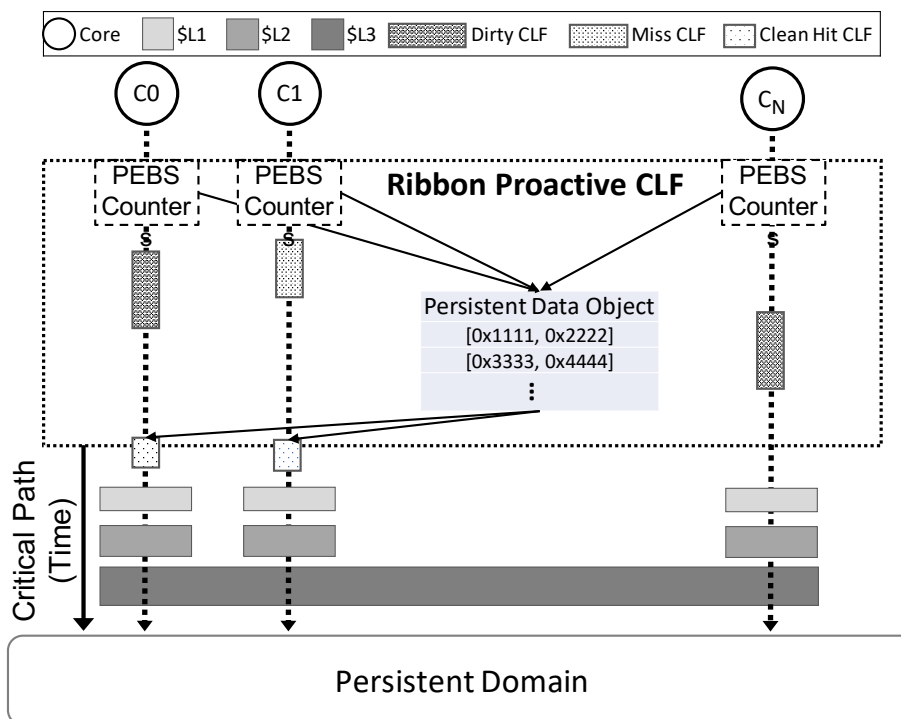 Core $L1 $L2 $L3 Dirty CLF Miss CLF Clean Hit CLF
C0 C1 CN
PEBS PEBS Ribbon Proactive CLF PEBS
Counter Counter Counter
s s s
Persistent Data Object
[0x1111, 0x2222]
[0x3333, 0x4444]
⋮
Critical Path
(Time)
Persistent Domain